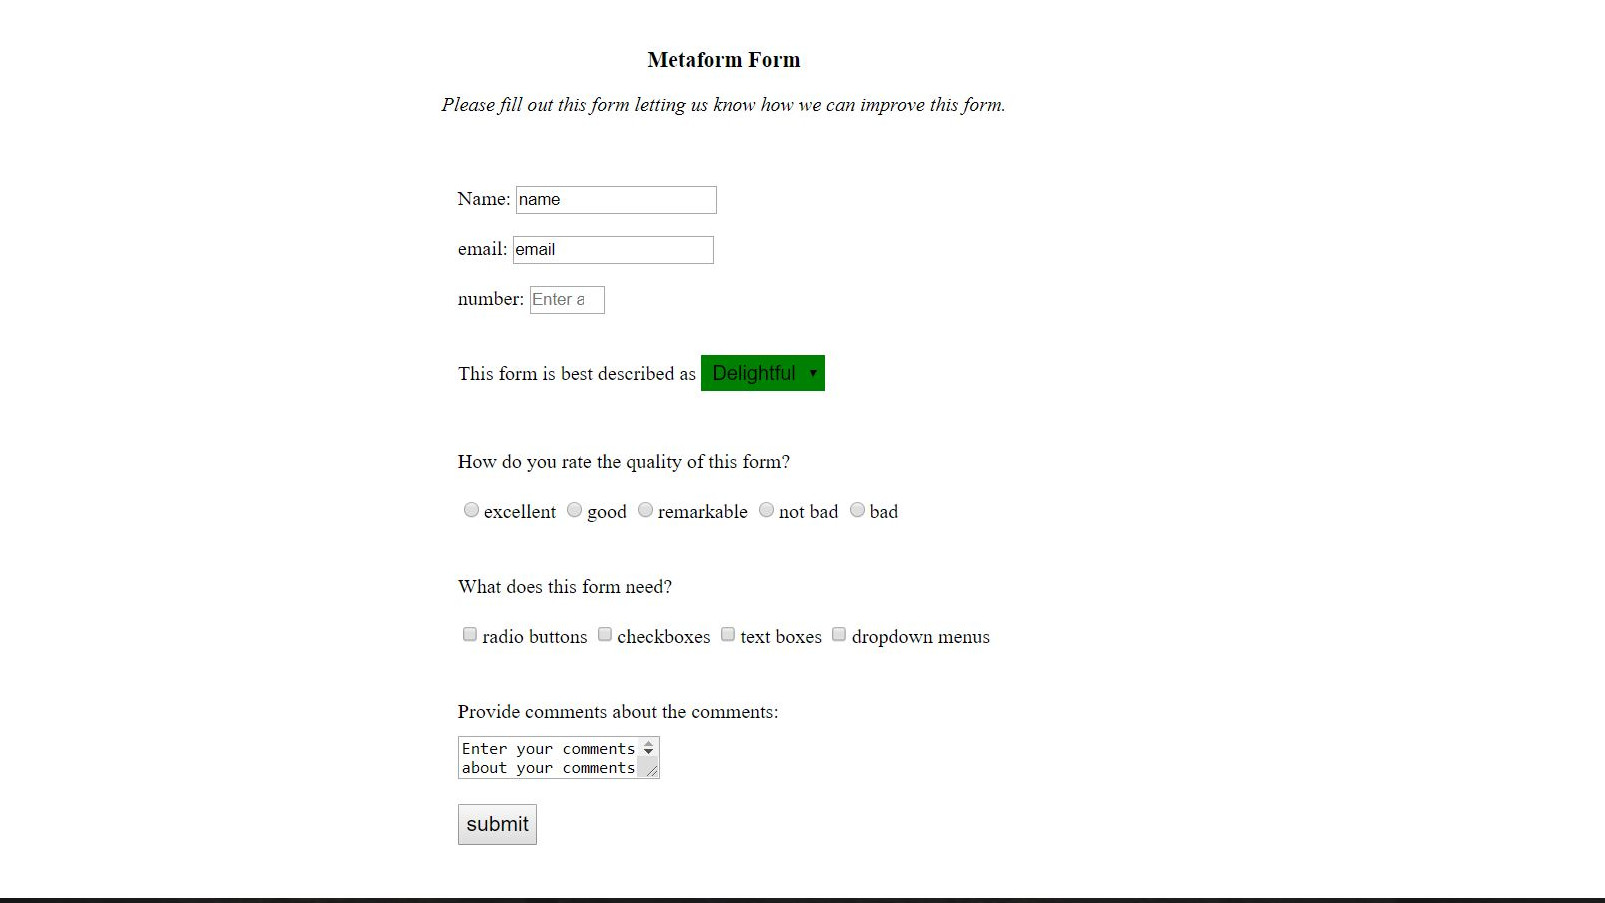 Metaform Form
Please fill out this form letting us know how we can improve this form.
Name: name
email: email
number: Enter a
This form is best described as Delightful
How do you rate the quality of this form?
excellent good remarkable not bad bad
What does this form need?
radio buttons checkboxes text boxes dropdown menus
Provide comments about the comments:
Enter your comments
about your comments
submit